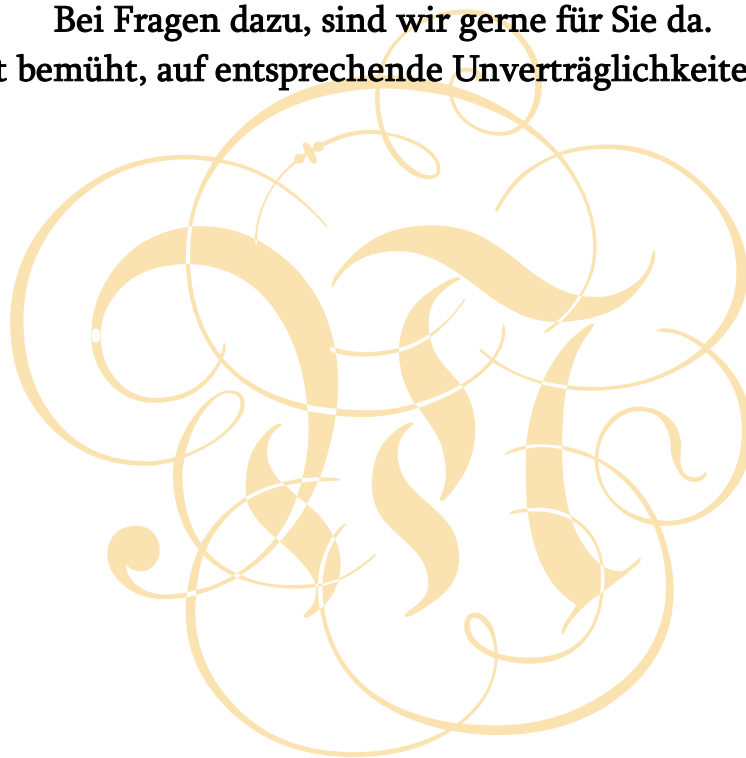 Bei Fragen dazu, sind wir gerne für Sie da.
t bemüht, auf entsprechende Unverträglichkeite